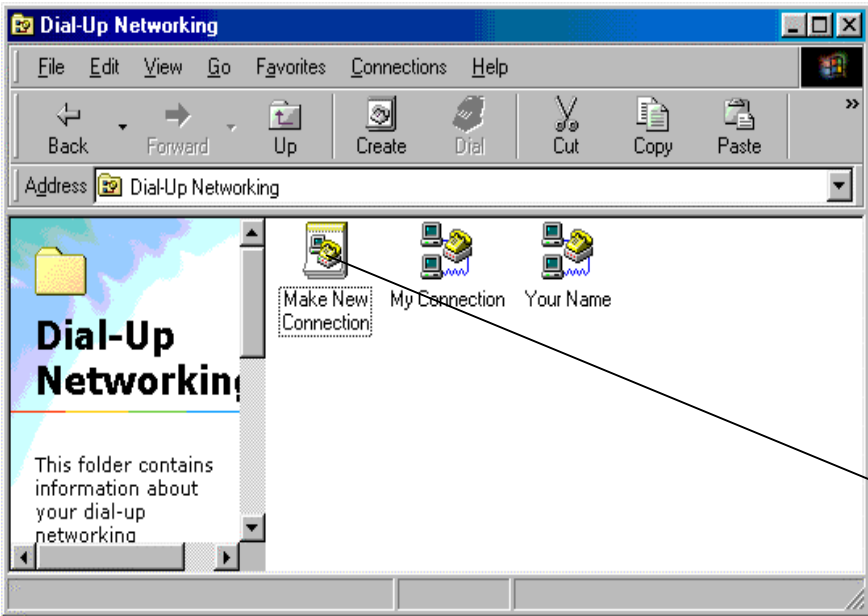 Dial-Up Networking
File Edit View Go Favorites Connections Help
Back Forward Up Create Dial Cut Copy Paste »
Address Dial-Up Networking
Make New
Connection
My Connection
Your Name
Dial-Up
Networking
This folder contains
information about
your dial-up
networking